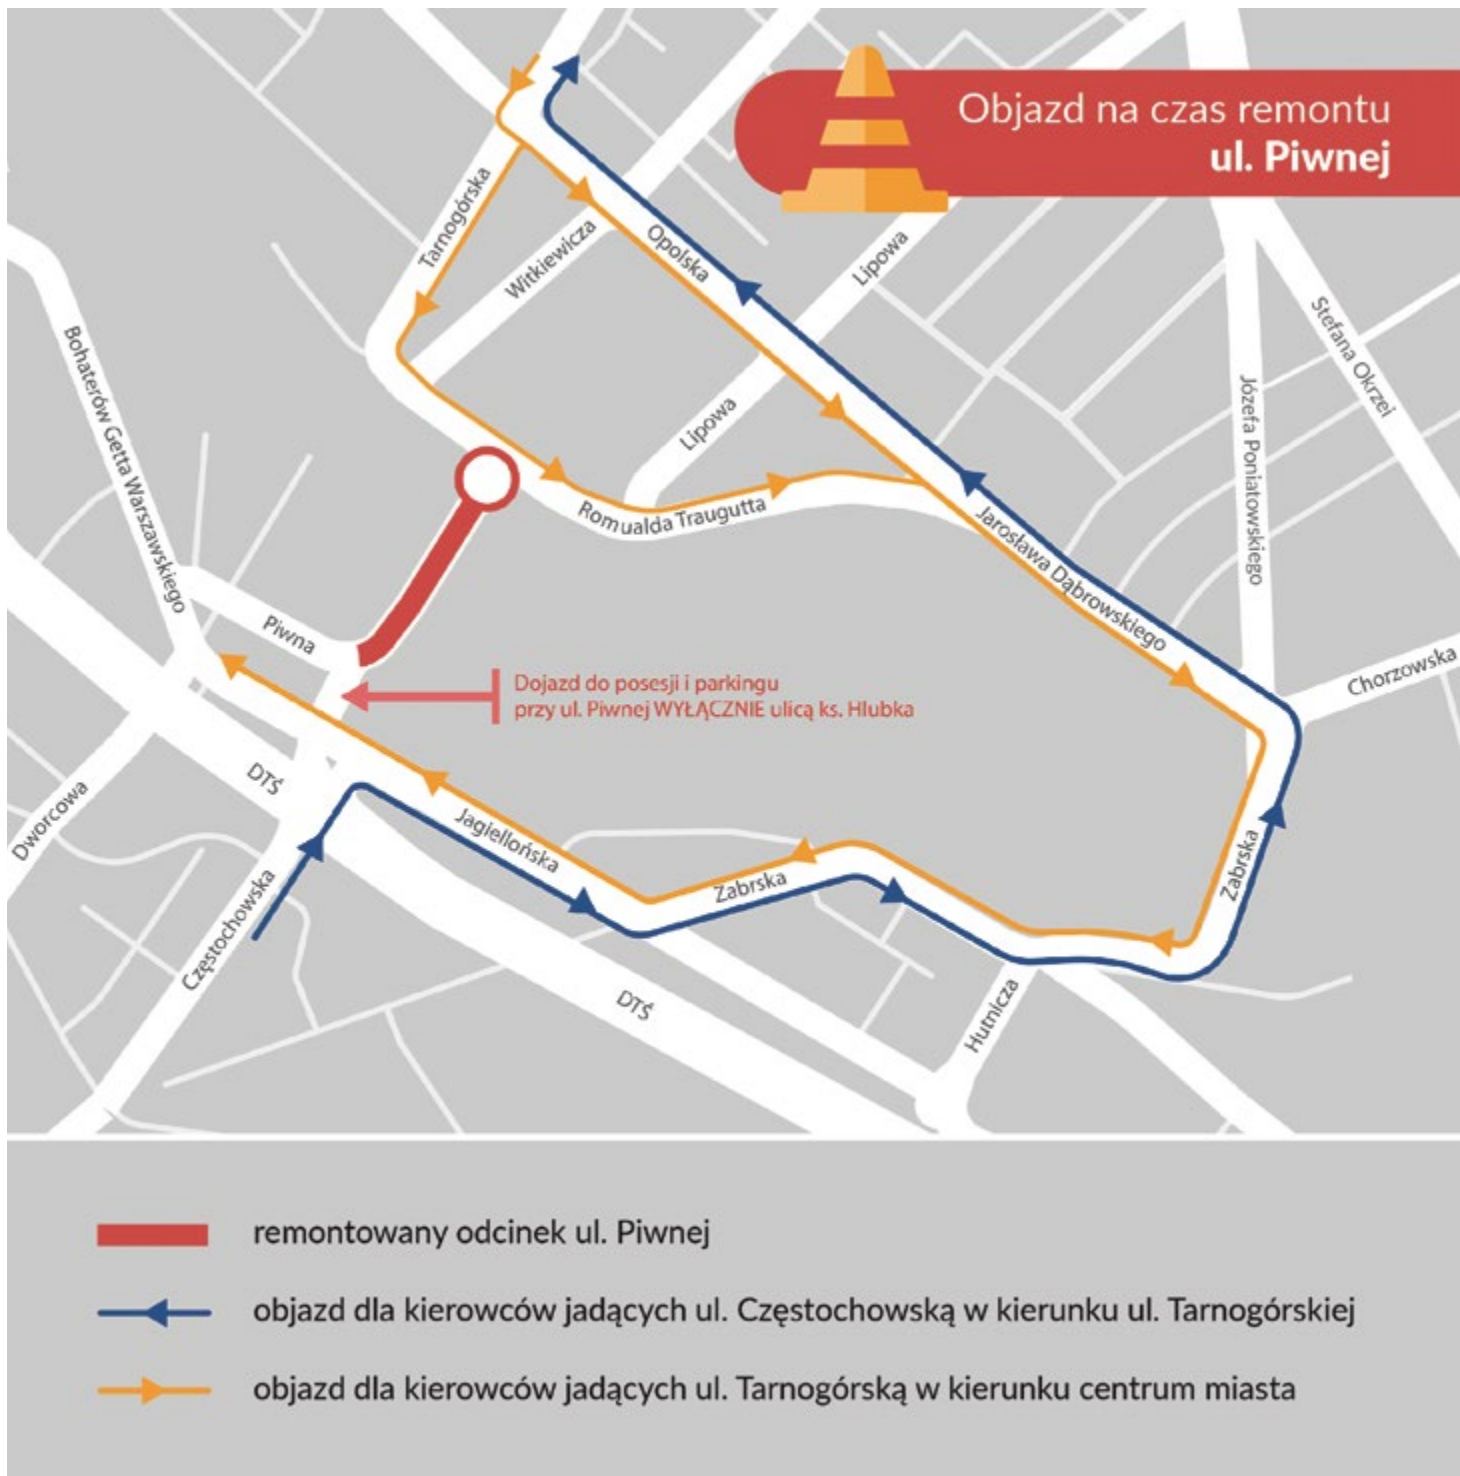 Objazd na czas remontu
ul. Piwnej
Tarnogórska
Witkiewicza
Opolska
Lipowa
Lipowa
Stefana Okrzei
Józefa Poniatowskiego
Bohaterów Getta Warszawskiego
Romualda Traugutta
Jarosława Dąbrowskiego
Piwna
Chorzowska
Dojazd do posesji i parkingu
przy ul. Piwnej WYŁĄCZNIE ulicą ks. Hlubka
DTŚ
Dworcowa
Jagiellońska
Zabrska
Zabrska
Częstochowska
DTŚ
Hutnicza
remontowany odcinek ul. Piwnej
objazd dla kierowców jadących ul. Częstochowską w kierunku ul. Tarnogórskiej
objazd dla kierowców jadących ul. Tarnogórską w kierunku centrum miasta